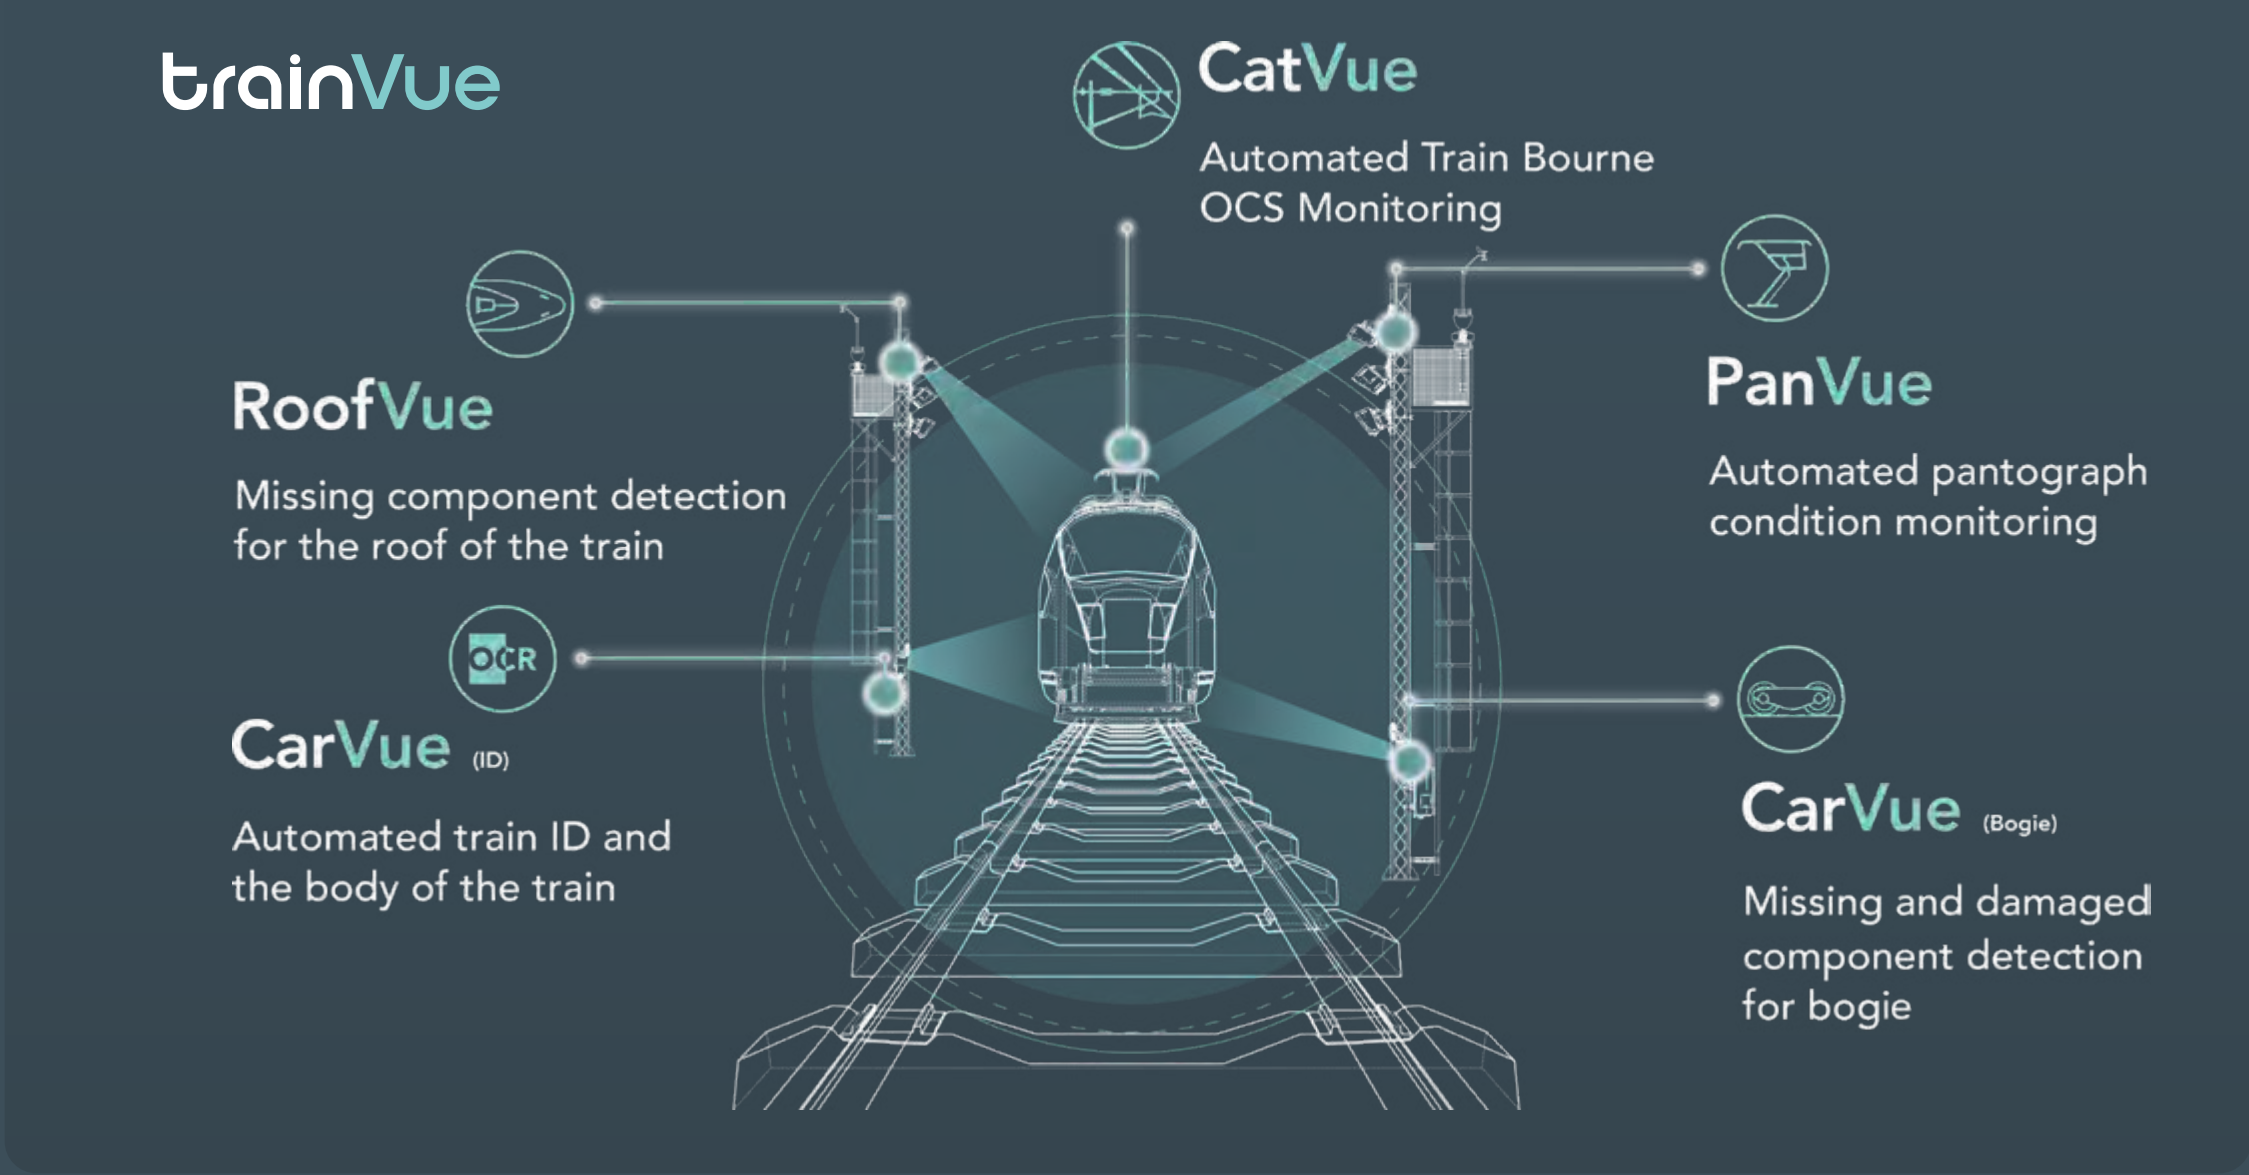 trainVue
CatVue
Automated Train Bourne
OCS Monitoring
RoofVue
Missing component detection
for the roof of the train
PanVue
Automated pantograph
condition monitoring
OCR
CarVue (ID)
Automated train ID and
the body of the train
CarVue (Bogie)
Missing and damaged
component detection
for bogie